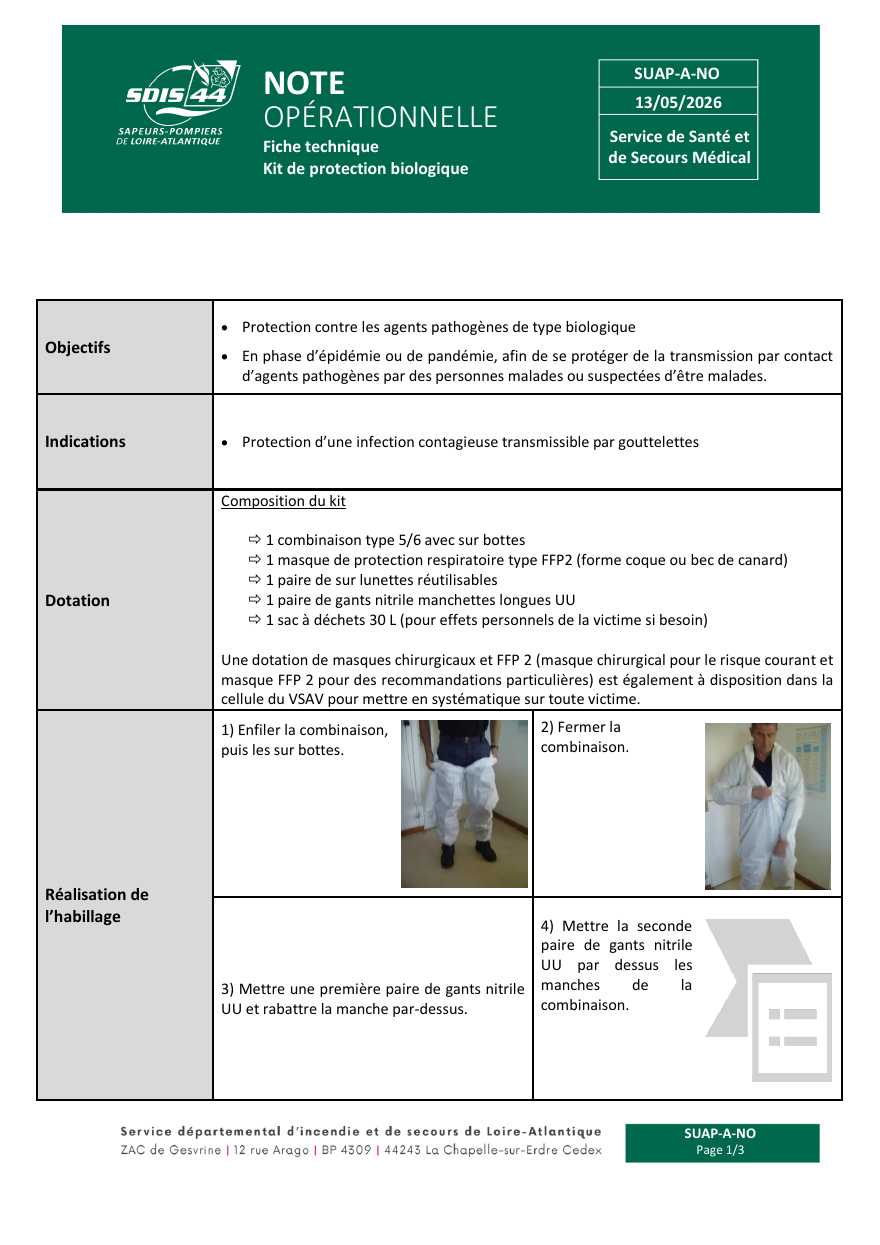 SDIS 44
SAPEURS-POMPIERS
DE LOIRE-ATLANTIQUE
NOTE
OPÉRATIONNELLE
Fiche technique
Kit de protection biologique
SUAP-A-NO
13/05/2026
Service de Santé et
de Secours Médical
Objectifs
• Protection contre les agents pathogènes de type biologique
• En phase d’épidémie ou de pandémie, afin de se protéger de la transmission par contact
d’agents pathogènes par des personnes malades ou suspectées d’être malades.
Indications
• Protection d’une infection contagieuse transmissible par gouttelettes
Dotation
Composition du kit
⇨ 1 combinaison type 5/6 avec sur bottes
⇨ 1 masque de protection respiratoire type FFP2 (forme coque ou bec de canard)
⇨ 1 paire de sur lunettes réutilisables
⇨ 1 paire de gants nitrile manchettes longues UU
⇨ 1 sac à déchets 30 L (pour effets personnels de la victime si besoin)
Une dotation de masques chirurgicaux et FFP 2 (masque chirurgical pour le risque courant et
masque FFP 2 pour des recommandations particulières) est également à disposition dans la
cellule du VSAV pour mettre en systématique sur toute victime.
Réalisation de
l’habillage
1) Enfiler la combinaison,
puis les sur bottes.
2) Fermer la
combinaison.
3) Mettre une première paire de gants nitrile
UU et rabattre la manche par-dessus.
4) Mettre la seconde
paire de gants nitrile
UU par dessus les
manches de la
combinaison.
Service départemental d’incendie et de secours de Loire-Atlantique
ZAC de Gesvrine | 12 rue Arago | BP 4309 | 44243 La Chapelle-sur-Erdre Cedex
SUAP-A-NO
Page 1/3